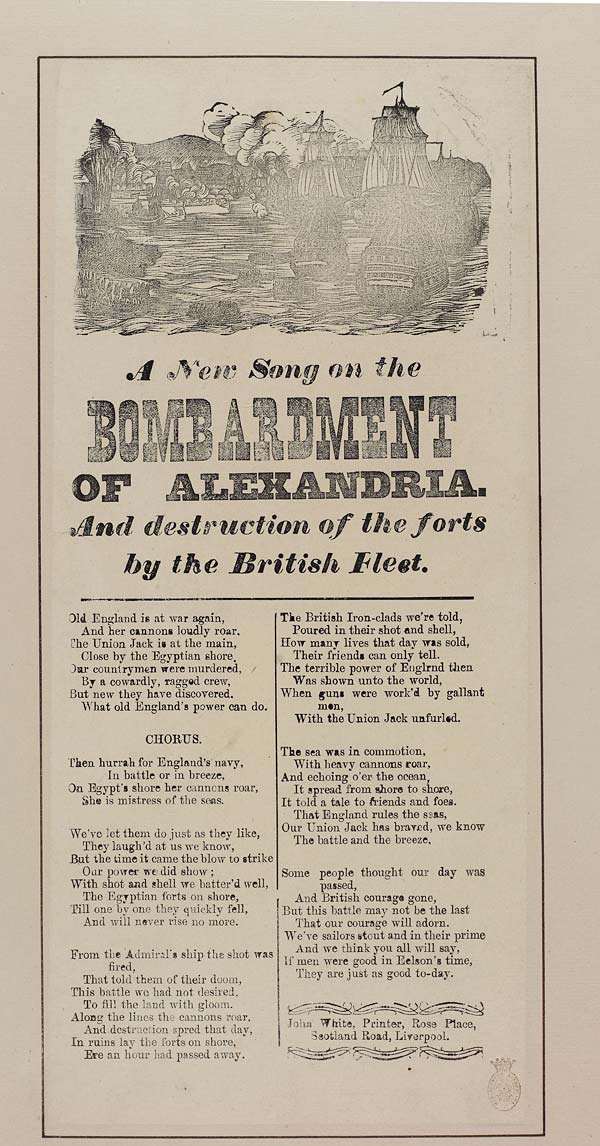 A New Song on the
BOMBARDMENT
OF ALEXANDRIA.
And destruction of the forts
by the British Fleet.
Old England is at war again,
And her cannons loudly roar.
The Union Jack is at the main,
Close by the Egyptian shore,
Our countrymen were murdered,
By a cowardly, ragged crew,
But new they have discovered.
What old England's power can do.
CHORUS.
Then hurrah for England's navy,
In battle or in breeze,
On Egypt's shore her cannons roar,
She is mistress of the seas.
We've let them do just as they like,
They laugh'd at us we know,
But the time it came the blow to strike
Our power we did show;
With shot and shell we batter'd well,
The Egyptian forts on shore,
Till one by one they quickly fell,
And will never rise no more.
From the Admiral's ship the shot was
fired,
That told them of their doom,
This battle we had not desired,
To fill the land with gloom.
Along the lines the cannons roar,
And destruction spred that day,
In ruins lay the forts on shore,
Ere an hour had passed away.
The British Iron-clads we're told,
Poured in their shot and shell,
How many lives that day was sold,
Their friends can only tell.
The terrible power of Englrnd then
Was shown unto the world,
When guns were work'd by gallant
men,
With the Union Jack unfurled.
The sea was in commotion,
With heavy cannons roar,
And echoing o'er the ocean,
It spread from shore to shore,
It told a tale to friends and foes.
That England rules the seas,
Our Union Jack has braved, we know
The battle and the breeze.
Some people thought our day was
passed,
And British courage gone,
But this battle may not be the last
That our courage will adorn.
We've sailors stout and in their prime
And we think you all will say,
If men were good in Eelson's time,
They are just as good to-day.
John White, Printer, Rose Place,
Scotland Road, Liverpool.